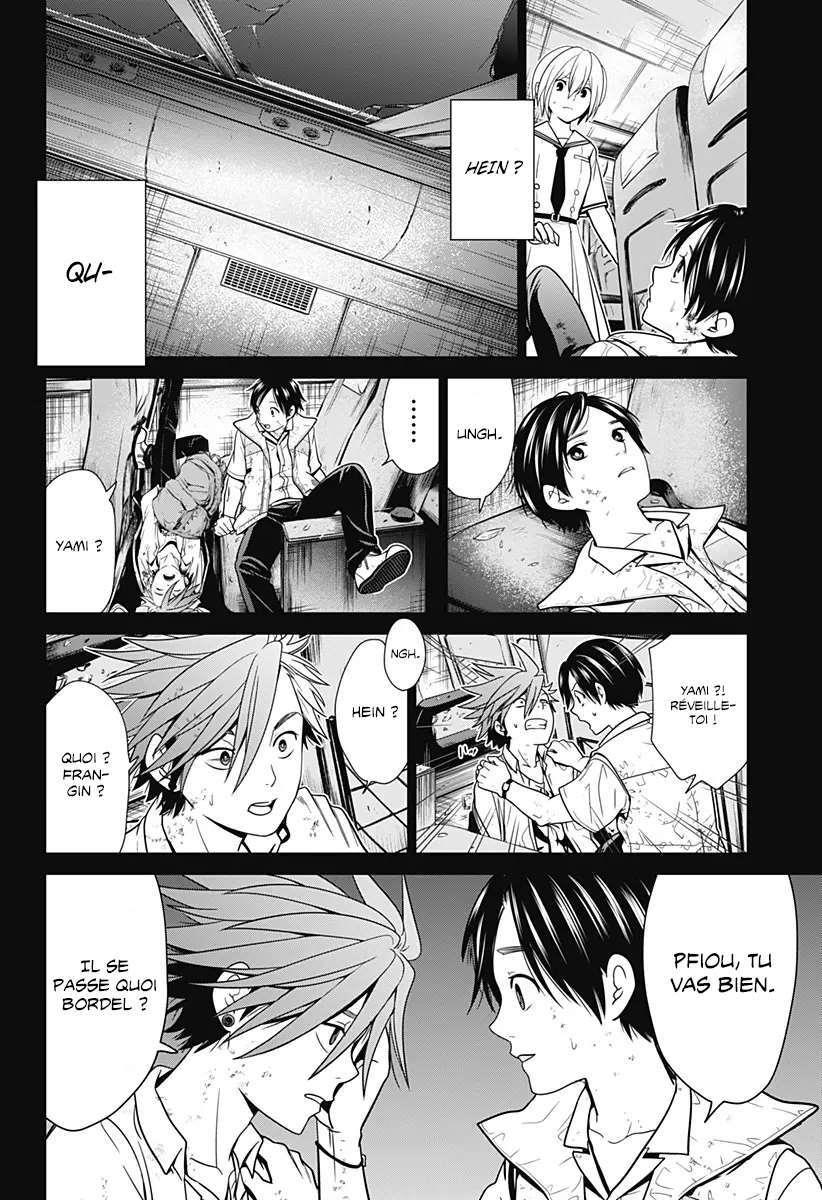 HEIN ?
QU-
UNGH..
YAMI ?
YAMI ?!
RÉVEILLE-
TOI !
NGH..
HEIN ?
QUOI ?
FRAN-
GIN ?
PFIOU, TU
VAS BIEN..
IL SE
PASSE QUOI
BORDEL ?